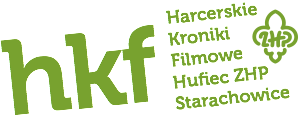 hkf
Harcerskie
Kroniki
Filmowe
Hufiec ZHP
Starachowice
ZHP